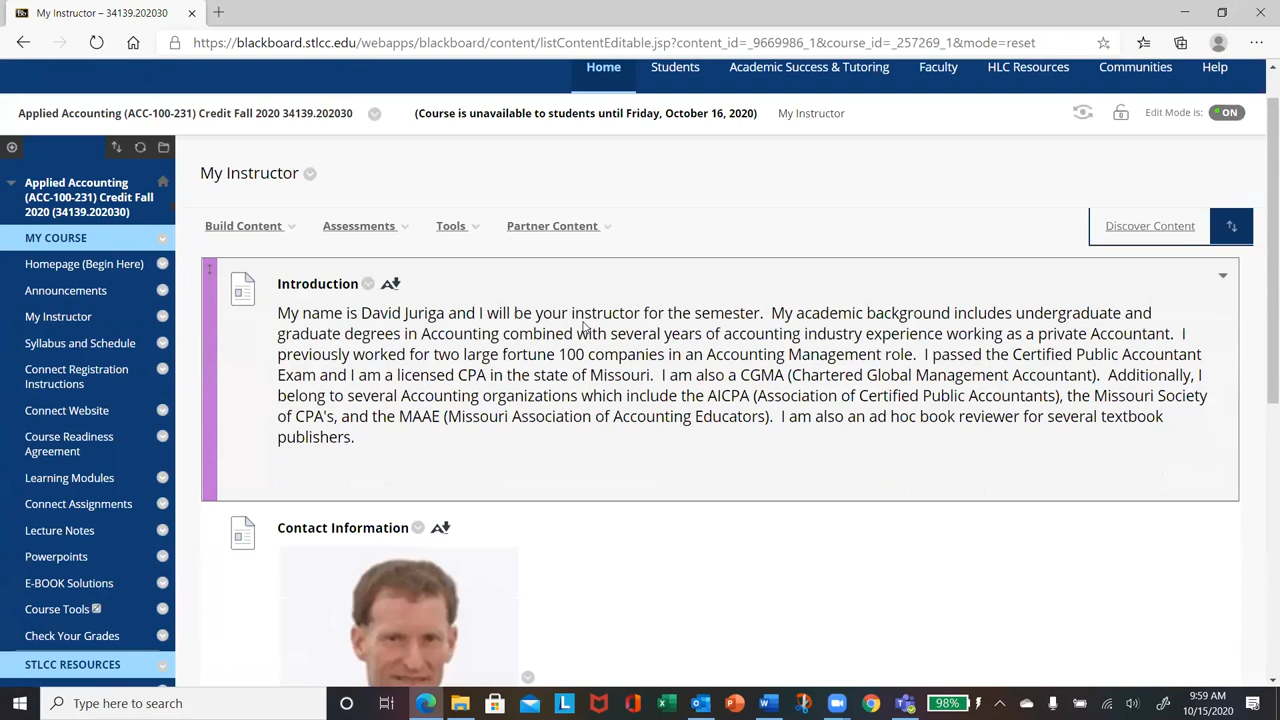 My Instructor – 34139.202030
https://blackboard.stlcc.edu/webapps/blackboard/content/listContentEditable.jsp?content_id=_9669986_1&course_id=_257269_1&mode=reset
Home Students Academic Success & Tutoring Faculty HLC Resources Communities Help
Applied Accounting (ACC-100-231) Credit Fall 2020 34139.202030 (Course is unavailable to students until Friday, October 16, 2020) My Instructor Edit Mode is: ON
Applied Accounting
(ACC-100-231) Credit Fall
2020 (34139.202030)
MY COURSE
Homepage (Begin Here)
Announcements
My Instructor
Syllabus and Schedule
Connect Registration
Instructions
Connect Website
Course Readiness
Agreement
Learning Modules
Connect Assignments
Lecture Notes
Powerpoints
E-BOOK Solutions
Course Tools
Check Your Grades
STLCC RESOURCES
My Instructor
Build Content Assessments Tools Partner Content Discover Content
Introduction
My name is David Juriga and I will be your instructor for the semester. My academic background includes undergraduate and
graduate degrees in Accounting combined with several years of accounting industry experience working as a private Accountant. I
previously worked for two large fortune 100 companies in an Accounting Management role. I passed the Certified Public Accountant
Exam and I am a licensed CPA in the state of Missouri. I am also a CGMA (Chartered Global Management Accountant). Additionally, I
belong to several Accounting organizations which include the AICPA (Association of Certified Public Accountants), the Missouri Society
of CPA's, and the MAAE (Missouri Association of Accounting Educators). I am also an ad hoc book reviewer for several textbook
publishers.
Contact Information
Type here to search
98%
9:59 AM
10/15/2020